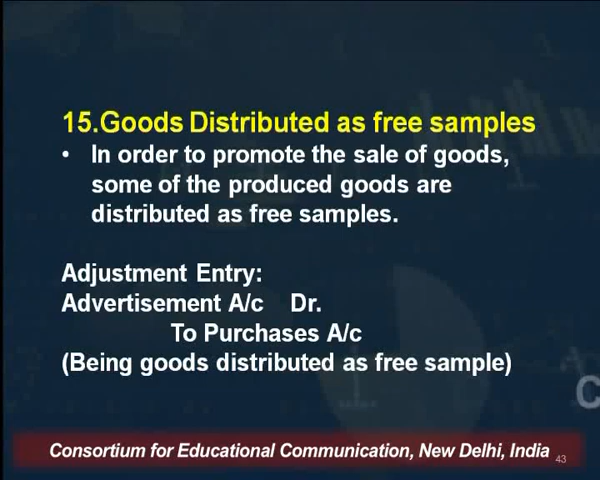 15.Goods Distributed as free samples
• In order to promote the sale of goods,
some of the produced goods are
distributed as free samples.
Adjustment Entry:
Advertisement A/c Dr.
To Purchases A/c
(Being goods distributed as free sample)
C
Consortium for Educational Communication, New Delhi, India
43